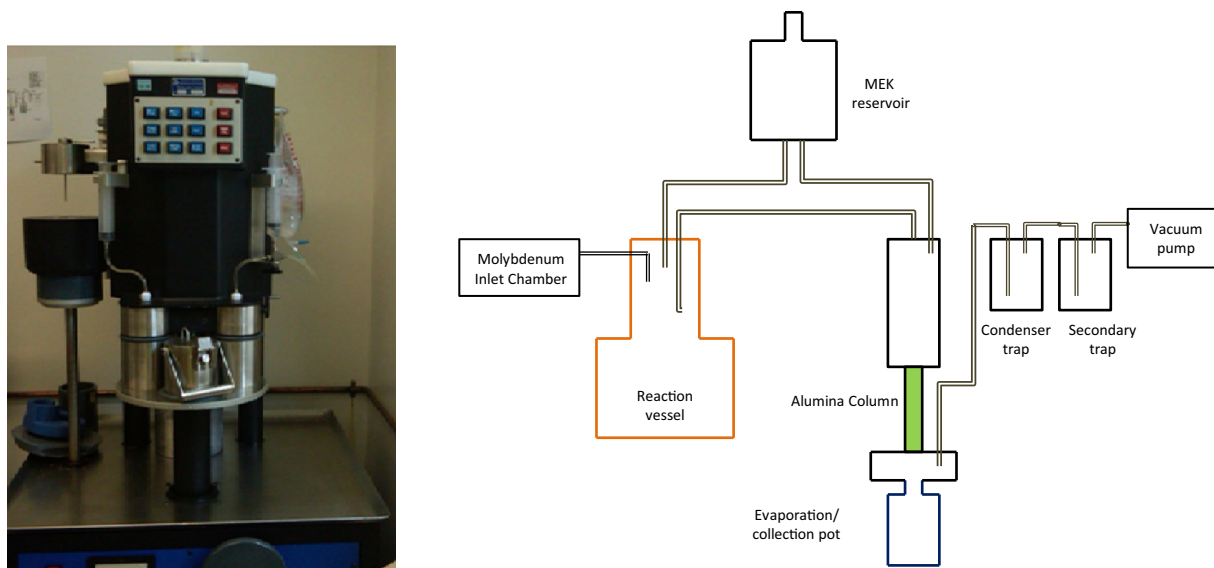 MEK
reservoir
Molybdenum
Inlet Chamber
Vacuum
pump
Condenser
trap
Secondary
trap
Reaction
vessel
Alumina Column
Evaporation/
collection pot